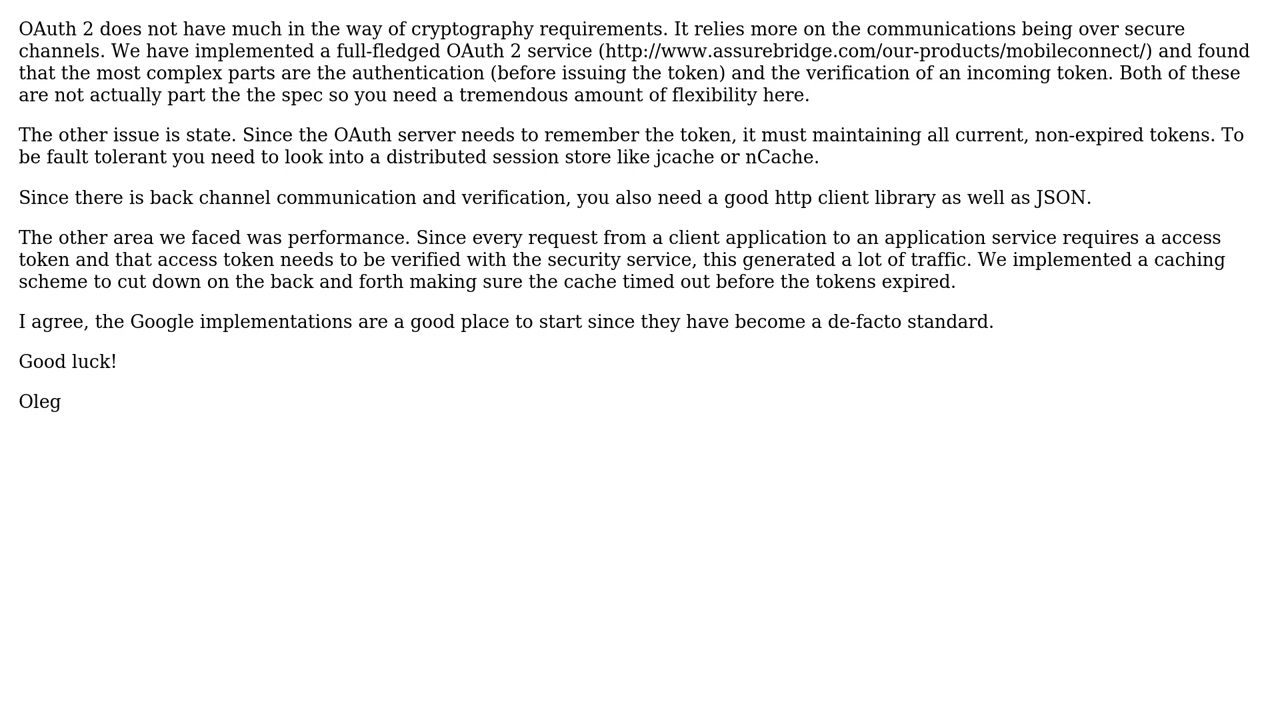 OAuth 2 does not have much in the way of cryptography requirements. It relies more on the communications being over secure
channels. We have implemented a full-fledged OAuth 2 service (http://www.assurebridge.com/our-products/mobileconnect/) and found
that the most complex parts are the authentication (before issuing the token) and the verification of an incoming token. Both of these
are not actually part the the spec so you need a tremendous amount of flexibility here.
The other issue is state. Since the OAuth server needs to remember the token, it must maintaining all current, non-expired tokens. To
be fault tolerant you need to look into a distributed session store like jcache or nCache.
Since there is back channel communication and verification, you also need a good http client library as well as JSON.
The other area we faced was performance. Since every request from a client application to an application service requires a access
token and that access token needs to be verified with the security service, this generated a lot of traffic. We implemented a caching
scheme to cut down on the back and forth making sure the cache timed out before the tokens expired.
I agree, the Google implementations are a good place to start since they have become a de-facto standard.
Good luck!
Oleg